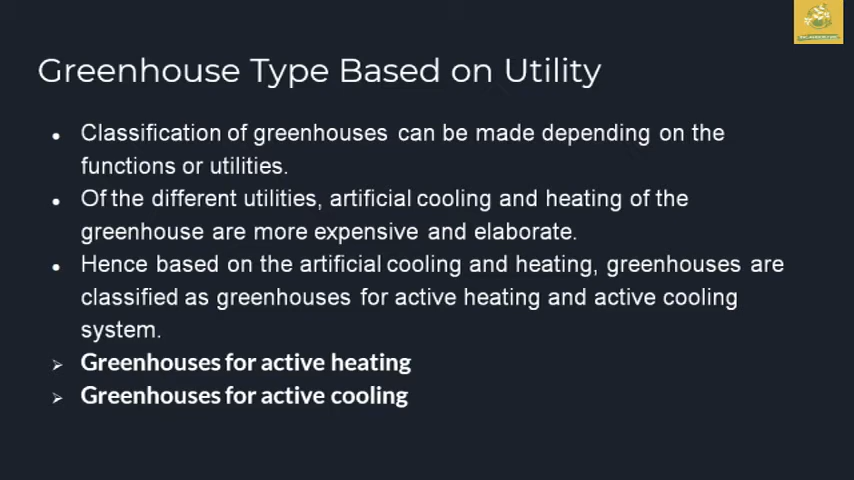 Greenhouse Type Based on Utility
• Classification of greenhouses can be made depending on the
functions or utilities.
• Of the different utilities, artificial cooling and heating of the
greenhouse are more expensive and elaborate.
• Hence based on the artificial cooling and heating, greenhouses are
classified as greenhouses for active heating and active cooling
system.
➢ Greenhouses for active heating
➢ Greenhouses for active cooling